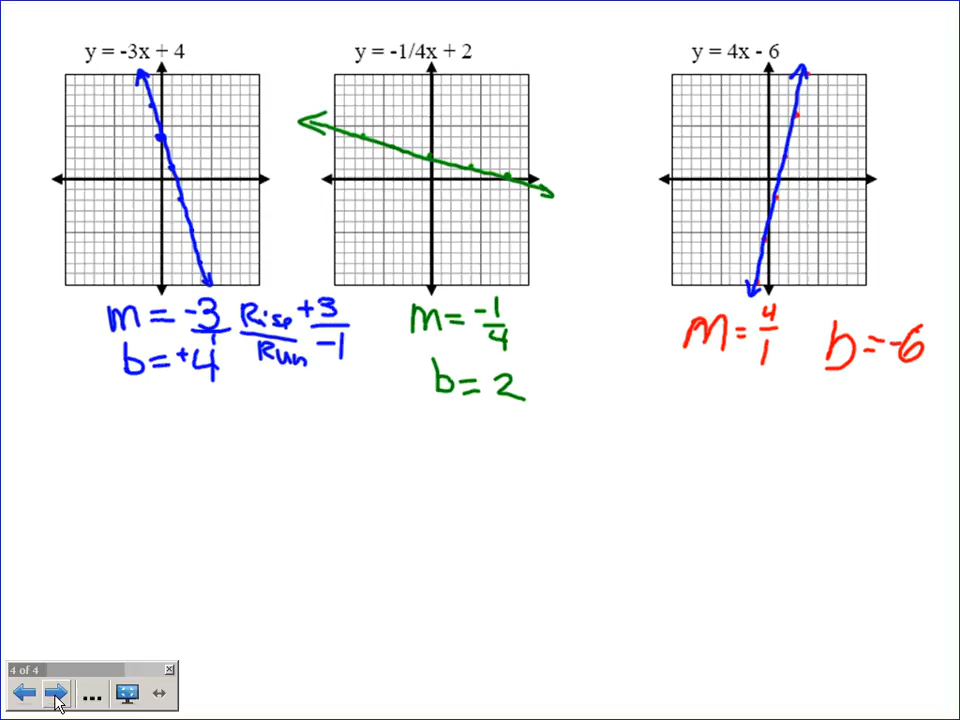 y = -3x + 4
y = -1/4x + 2
y = 4x - 6
m = -3/1 Rise/Run +3/-1
b = +4
m = -1/4
b = 2
m = 4/1 b = -6
4 of 4
...